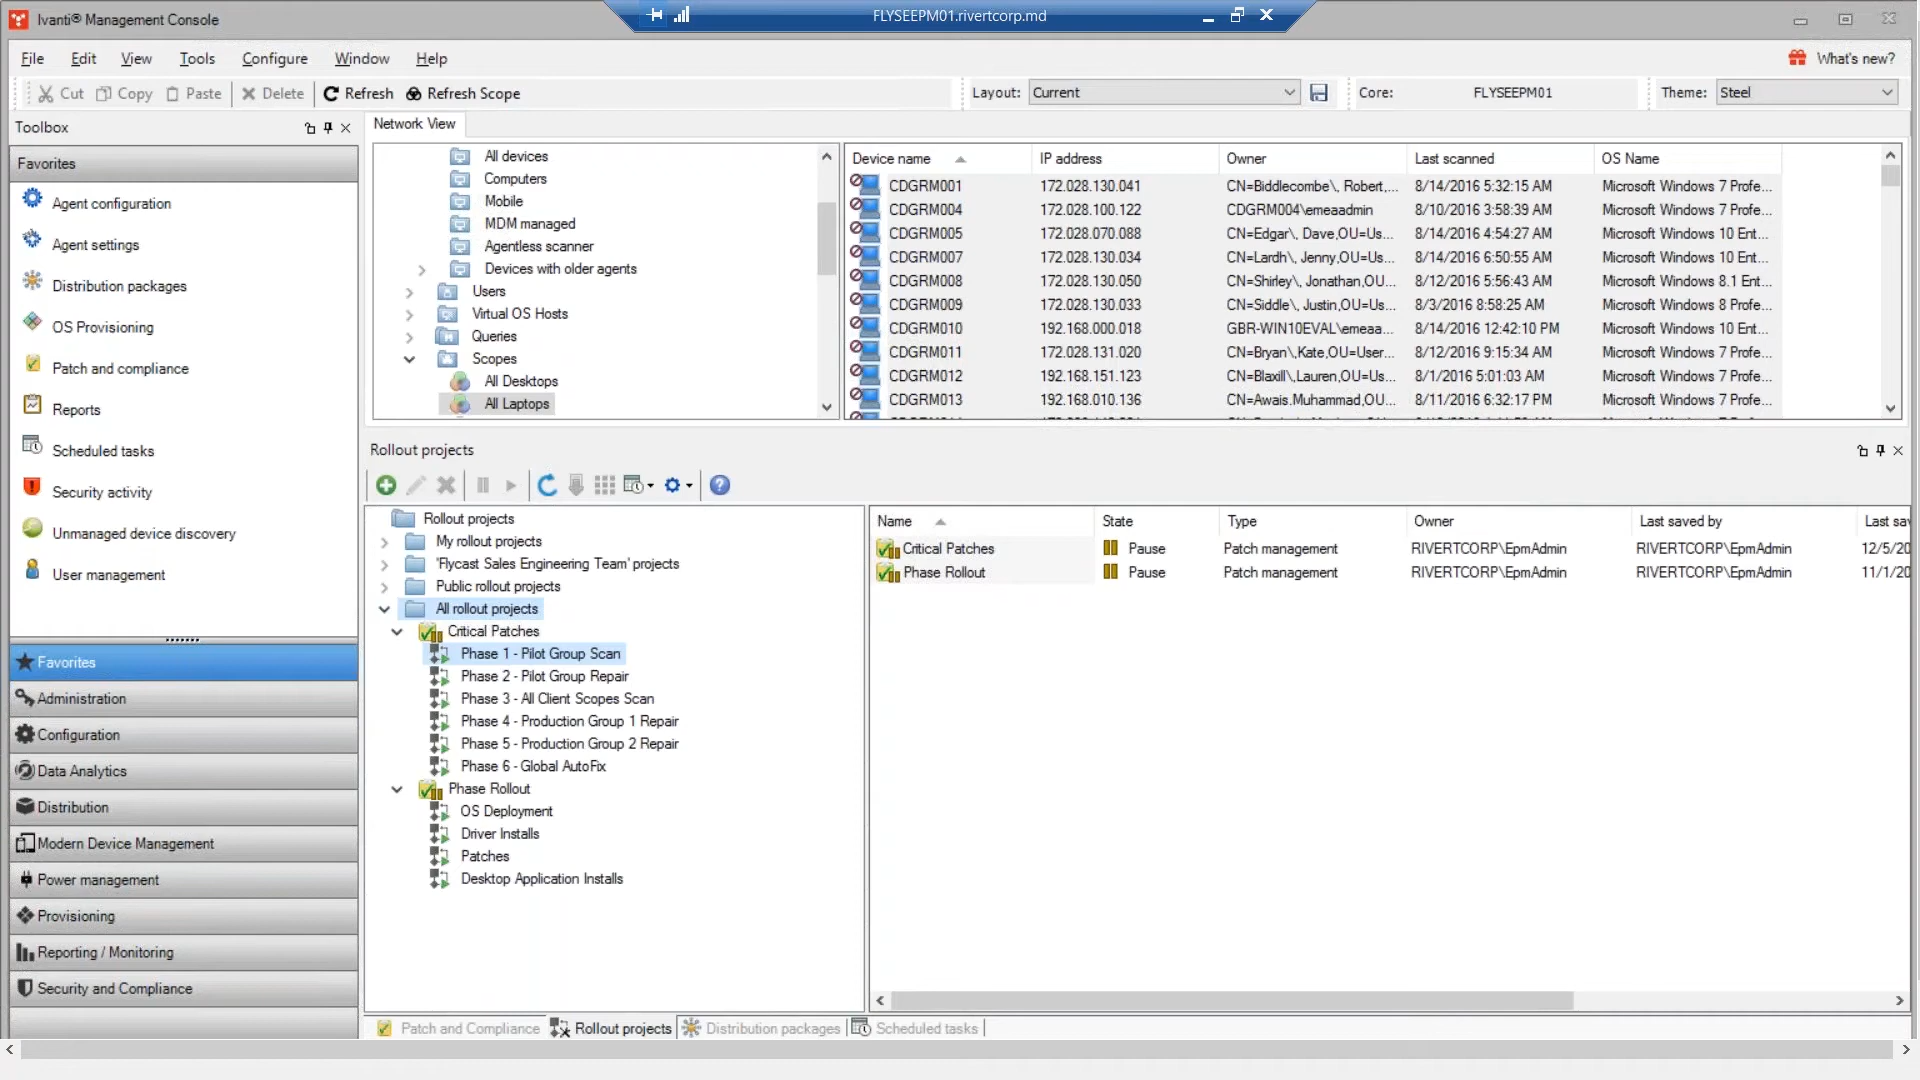 Ivanti® Management Console
FLYSEEPM01.rivertcorp.md
File Edit View Tools Configure Window Help
What's new?
Cut Copy Paste Delete Refresh Refresh Scope
Layout: Current
Core: FLYSEEPM01
Theme: Steel
Toolbox
Favorites
Agent configuration
Agent settings
Distribution packages
OS Provisioning
Patch and compliance
Reports
Scheduled tasks
Security activity
Unmanaged device discovery
User management
Favorites
Administration
Configuration
Data Analytics
Distribution
Modern Device Management
Power management
Provisioning
Reporting / Monitoring
Security and Compliance
Network View
All devices
Computers
Mobile
MDM managed
Agentless scanner
Devices with older agents
Users
Virtual OS Hosts
Queries
Scopes
All Desktops
All Laptops
Device name IP address Owner Last scanned OS Name
CDGRM001 172.028.130.041 CN=Biddlecombe\, Robert,... 8/14/2016 5:32:15 AM Microsoft Windows 7 Profe...
CDGRM004 172.028.100.122 CDGRM004\emeaadmin 8/10/2016 3:58:39 AM Microsoft Windows 7 Profe...
CDGRM005 172.028.070.088 CN=Edgar\, Dave,OU=Us... 8/14/2016 4:54:27 AM Microsoft Windows 10 Ent...
CDGRM007 172.028.130.034 CN=Lardh\, Jenny,OU=Us... 8/14/2016 6:50:55 AM Microsoft Windows 10 Ent...
CDGRM008 172.028.130.050 CN=Shirley\, Jonathan,OU... 8/12/2016 5:56:43 AM Microsoft Windows 8.1 Ent...
CDGRM009 172.028.130.033 CN=Siddle\, Justin,OU=Us... 8/3/2016 8:58:25 AM Microsoft Windows 8 Profe...
CDGRM010 192.168.000.018 GBR-WIN10EVAL\emeaa... 8/14/2016 12:42:10 PM Microsoft Windows 10 Ent...
CDGRM011 172.028.131.020 CN=Bryan\,Kate,OU=User... 8/12/2016 9:15:34 AM Microsoft Windows 7 Profe...
CDGRM012 192.168.151.123 CN=Blaxill\,Lauren,OU=Us... 8/1/2016 5:01:03 AM Microsoft Windows 7 Profe...
CDGRM013 192.168.010.136 CN=Awais.Muhammad,OU... 8/11/2016 6:32:17 PM Microsoft Windows 7 Profe...
Rollout projects
Rollout projects
My rollout projects
'Flycast Sales Engineering Team' projects
Public rollout projects
All rollout projects
Critical Patches
Phase 1 - Pilot Group Scan
Phase 2 - Pilot Group Repair
Phase 3 - All Client Scopes Scan
Phase 4 - Production Group 1 Repair
Phase 5 - Production Group 2 Repair
Phase 6 - Global AutoFix
Phase Rollout
OS Deployment
Driver Installs
Patches
Desktop Application Installs
Name State Type Owner Last saved by Last sav
Critical Patches Pause Patch management RIVERTCORP\EpmAdmin RIVERTCORP\EpmAdmin 12/5/20
Phase Rollout Pause Patch management RIVERTCORP\EpmAdmin RIVERTCORP\EpmAdmin 11/1/20
Patch and Compliance Rollout projects Distribution packages Scheduled tasks